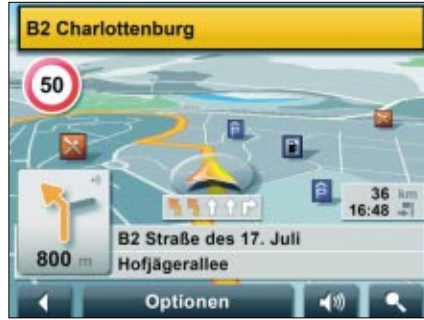 B2 Charlottenburg
50
P
P
36 km
16:48
800 m
B2 Straße des 17. Juli
Hofjägerallee
Optionen